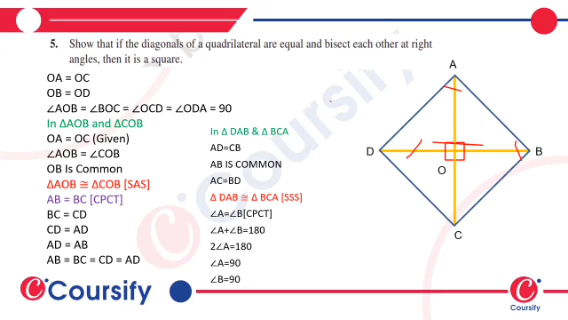 5. Show that if the diagonals of a quadrilateral are equal and bisect each other at right
angles, then it is a square.
OA = OC
OB = OD
∠AOB = ∠BOC = ∠OCD = ∠ODA = 90
In ΔAOB and ΔCOB
OA = OC (Given)
∠AOB = ∠COB
OB Is Common
ΔAOB ≅ ΔCOB [SAS]
AB = BC [CPCT]
BC = CD
CD = AD
AD = AB
AB = BC = CD = AD
In Δ DAB & Δ BCA
AD=CB
AB IS COMMON
AC=BD
Δ DAB ≅ Δ BCA [SSS]
∠A=∠B[CPCT]
∠A+∠B=180
2∠A=180
∠A=90
∠B=90
A
D
B
O
C
Coursify
Coursify
Coursify